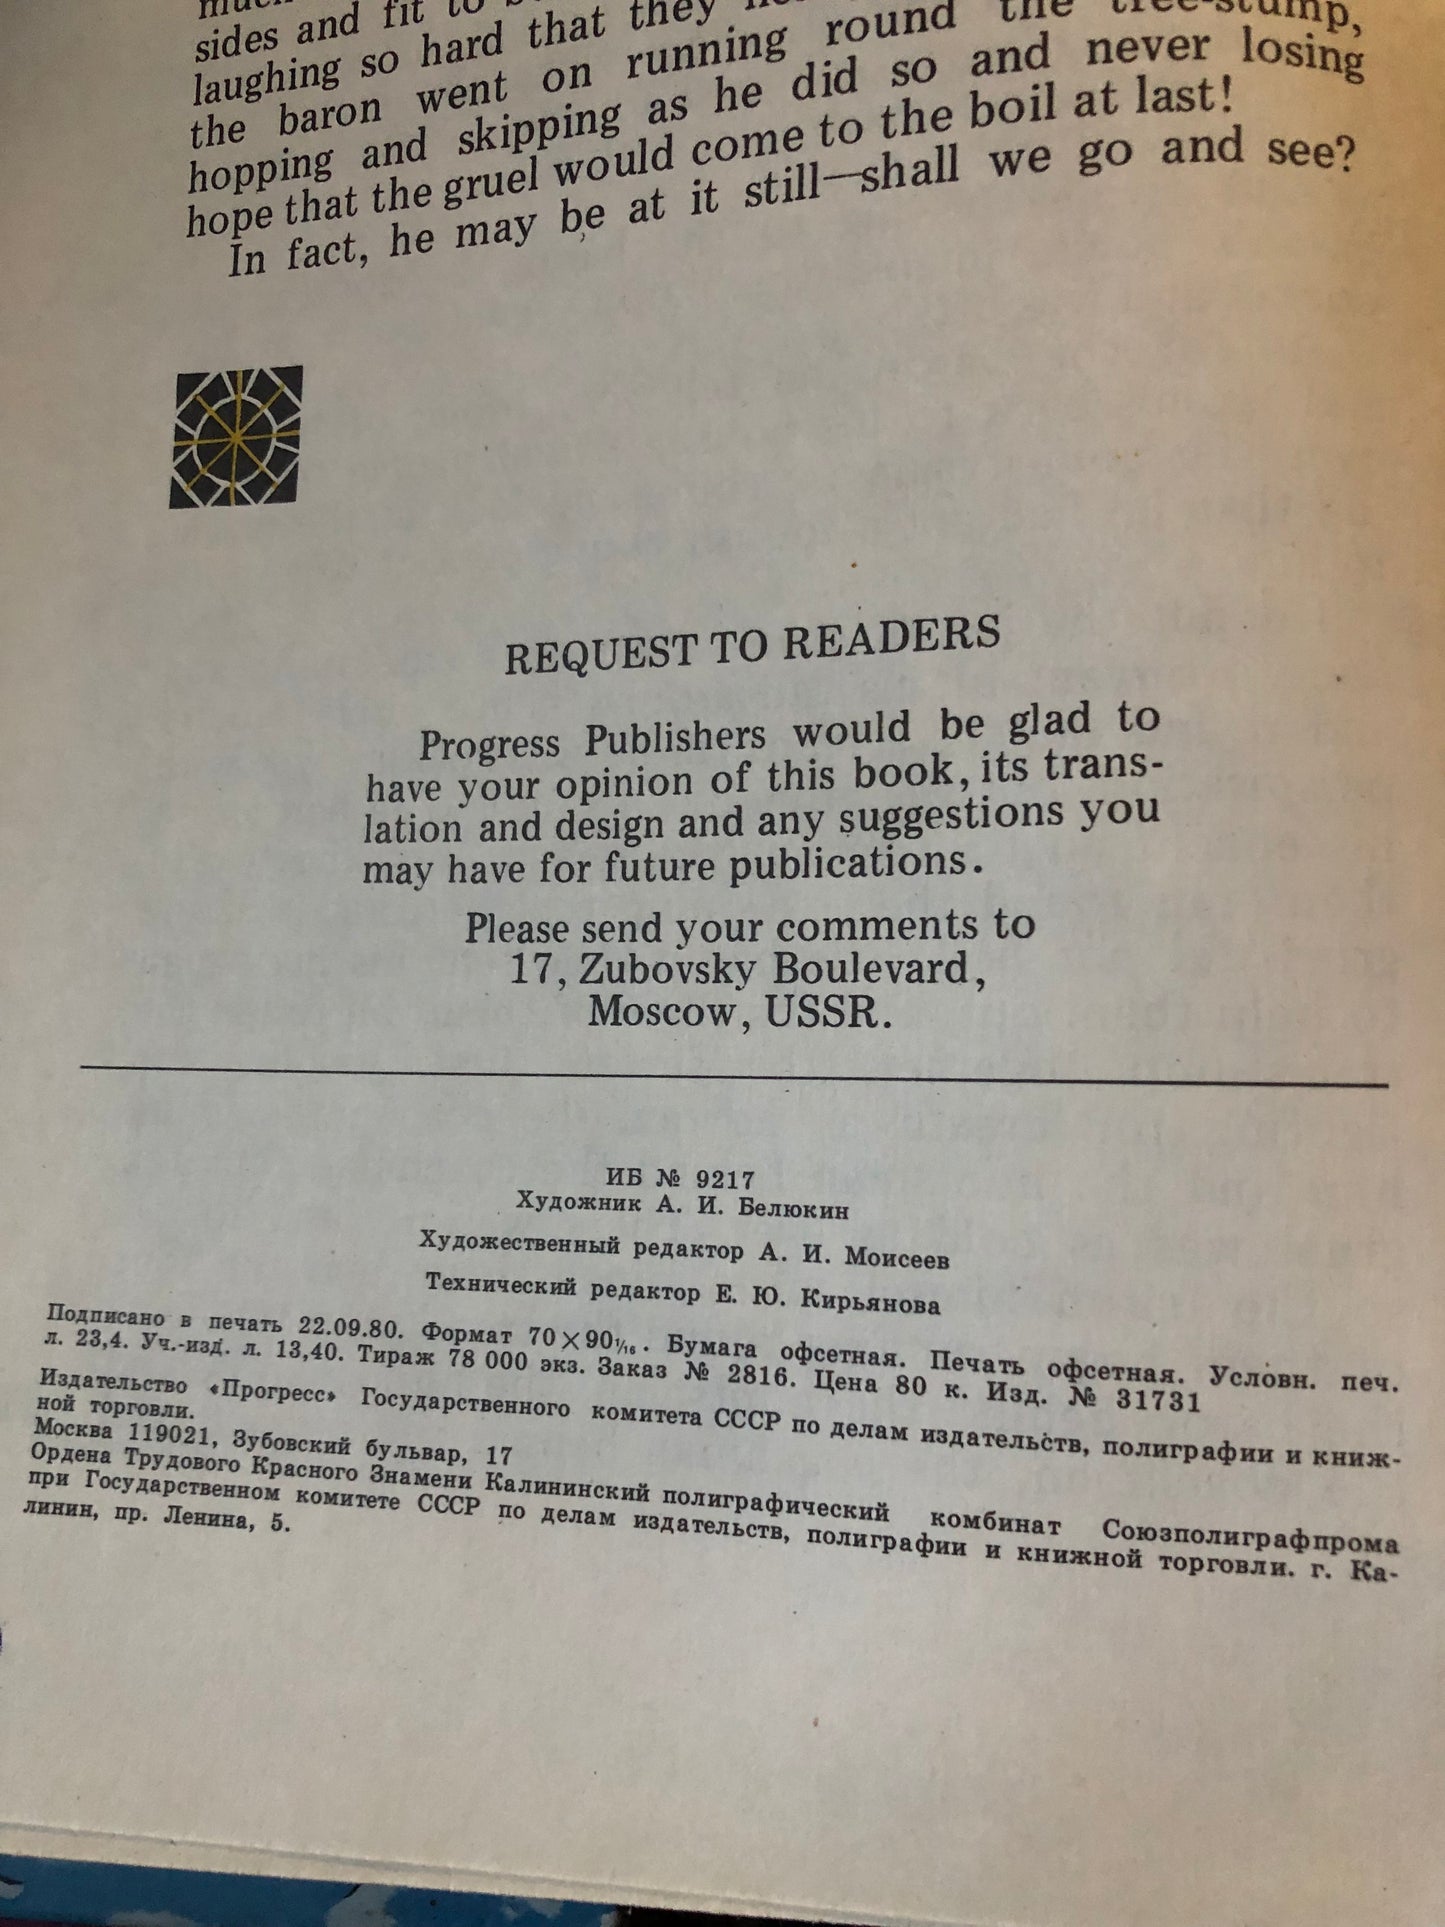 sides and fit to
laughing so hard that they
the baron went on running round the tree-stump,
hopping and skipping as he did so and never losing
hope that the gruel would come to the boil at last!
In fact, he may be at it still—shall we go and see?
REQUEST TO READERS
Progress Publishers would be glad to
have your opinion of this book, its trans-
lation and design and any suggestions you
may have for future publications.
Please send your comments to
17, Zubovsky Boulevard,
Moscow, USSR.
ИБ № 9217
Художник А. И. Белюкин
Художественный редактор А. И. Моисеев
Технический редактор Е. Ю. Кирьянова
Подписано в печать 22.09.80. Формат 70×90 1/16. Бумага офсетная. Печать офсетная. Условн. печ.
л. 23,4. Уч.-изд. л. 13,40. Тираж 78 000 экз. Заказ № 2816. Цена 80 к. Изд. № 31731
Издательство «Прогресс» Государственного комитета СССР по делам издательств, полиграфии и книж-
ной торговли.
Москва 119021, Зубовский бульвар, 17
Ордена Трудового Красного Знамени Калининский полиграфический комбинат Союзполиграфпрома
при Государственном комитете СССР по делам издательств, полиграфии и книжной торговли. г. Ка-
линин, пр. Ленина, 5.